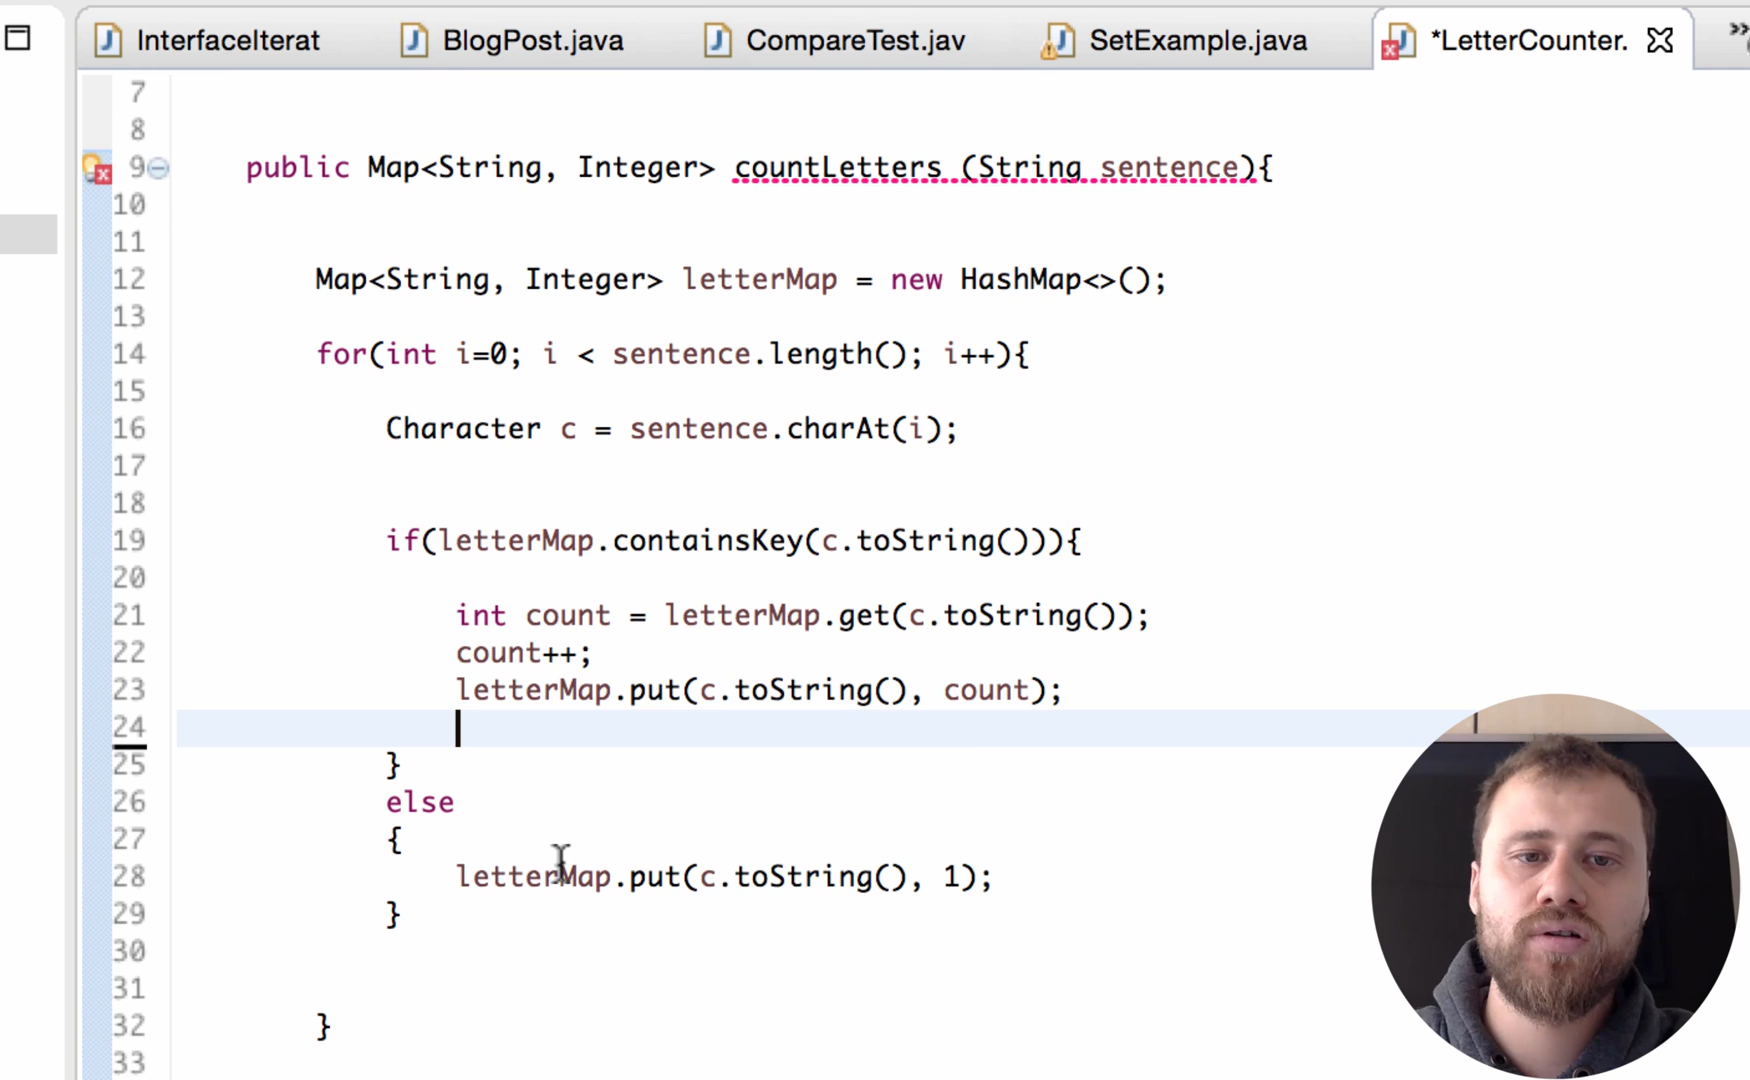 InterfaceIterat BlogPost.java CompareTest.jav SetExample.java *LetterCounter.
7
8
9 public Map<String, Integer> countLetters (String sentence){
10
11
12 Map<String, Integer> letterMap = new HashMap<>();
13
14 for(int i=0; i < sentence.length(); i++){
15
16 Character c = sentence.charAt(i);
17
18
19 if(letterMap.containsKey(c.toString())){
20
21 int count = letterMap.get(c.toString());
22 count++;
23 letterMap.put(c.toString(), count);
24
25 }
26 else
27 {
28 letterMap.put(c.toString(), 1);
29 }
30
31
32 }
33